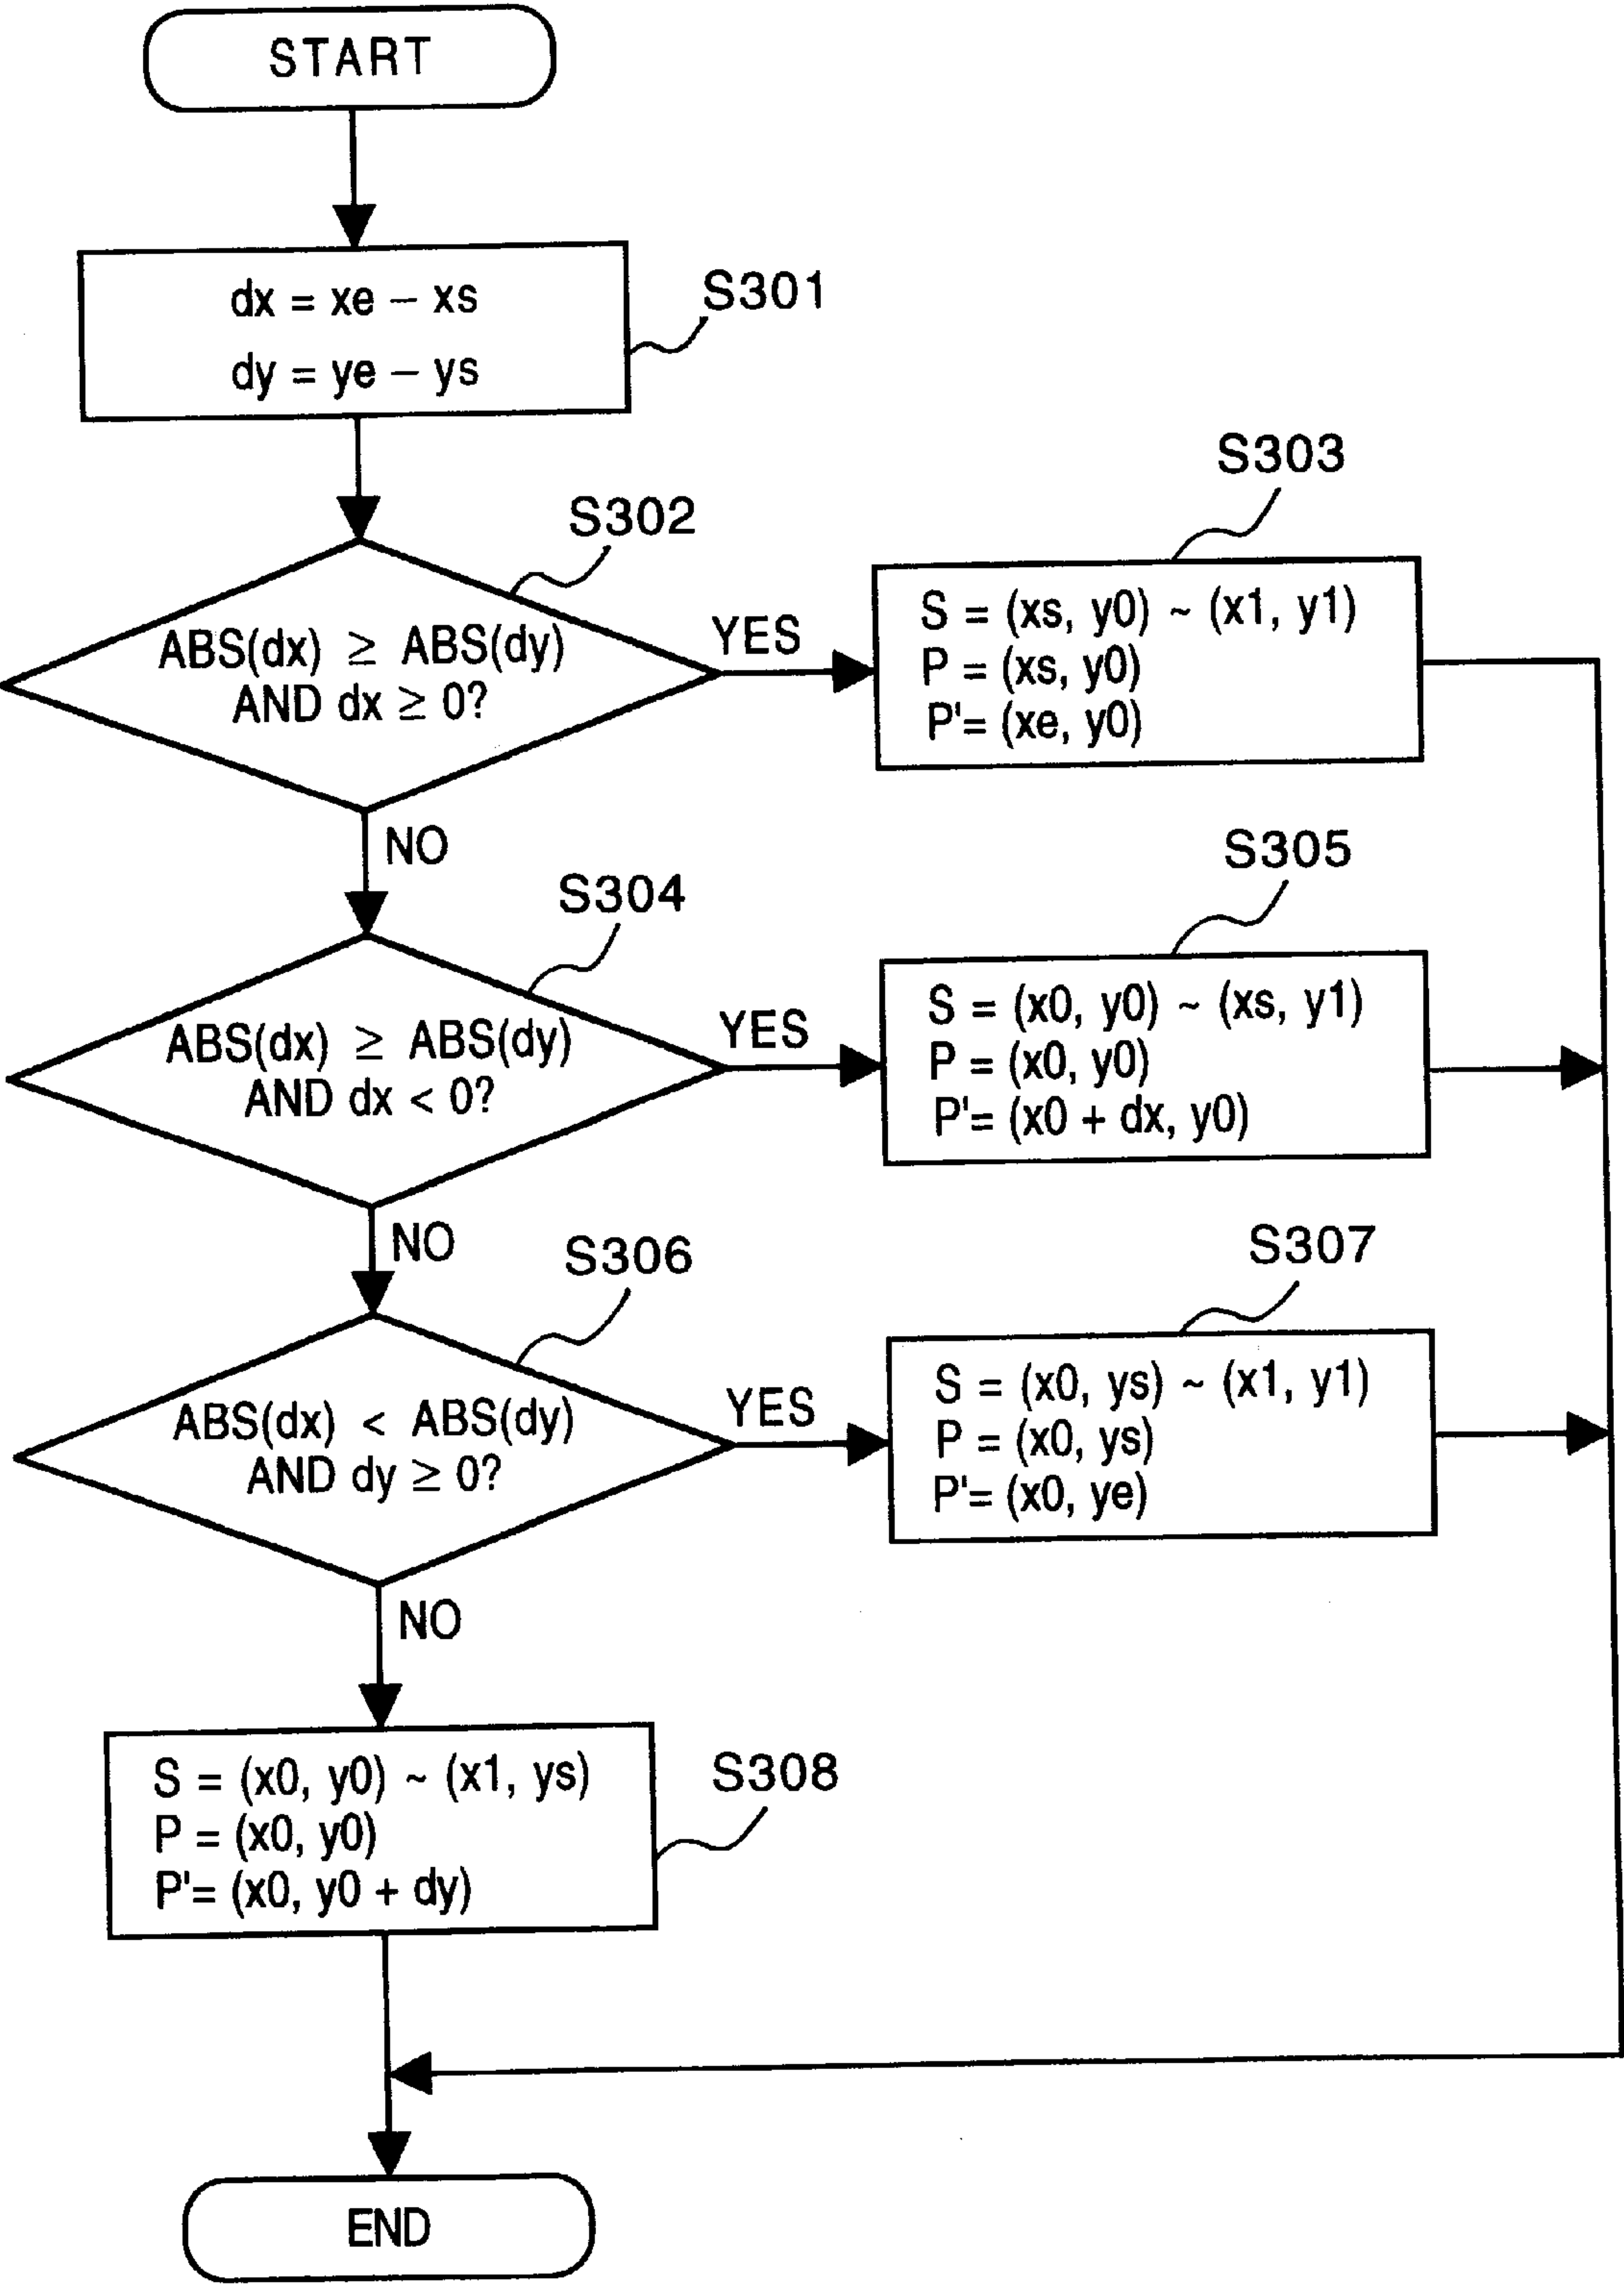 START
dx = xe − xs
dy = ye − ys
S301
S302
ABS(dx) ≥ ABS(dy)
AND dx ≥ 0?
YES
S303
S = (xs, y0) ~ (x1, y1)
P = (xs, y0)
P'= (xe, y0)
NO
S304
ABS(dx) ≥ ABS(dy)
AND dx < 0?
YES
S305
S = (x0, y0) ~ (xs, y1)
P = (x0, y0)
P'= (x0 + dx, y0)
NO
S306
ABS(dx) < ABS(dy)
AND dy ≥ 0?
YES
S307
S = (x0, ys) ~ (x1, y1)
P = (x0, ys)
P'= (x0, ye)
NO
S = (x0, y0) ~ (x1, ys)
P = (x0, y0)
P'= (x0, y0 + dy)
S308
END